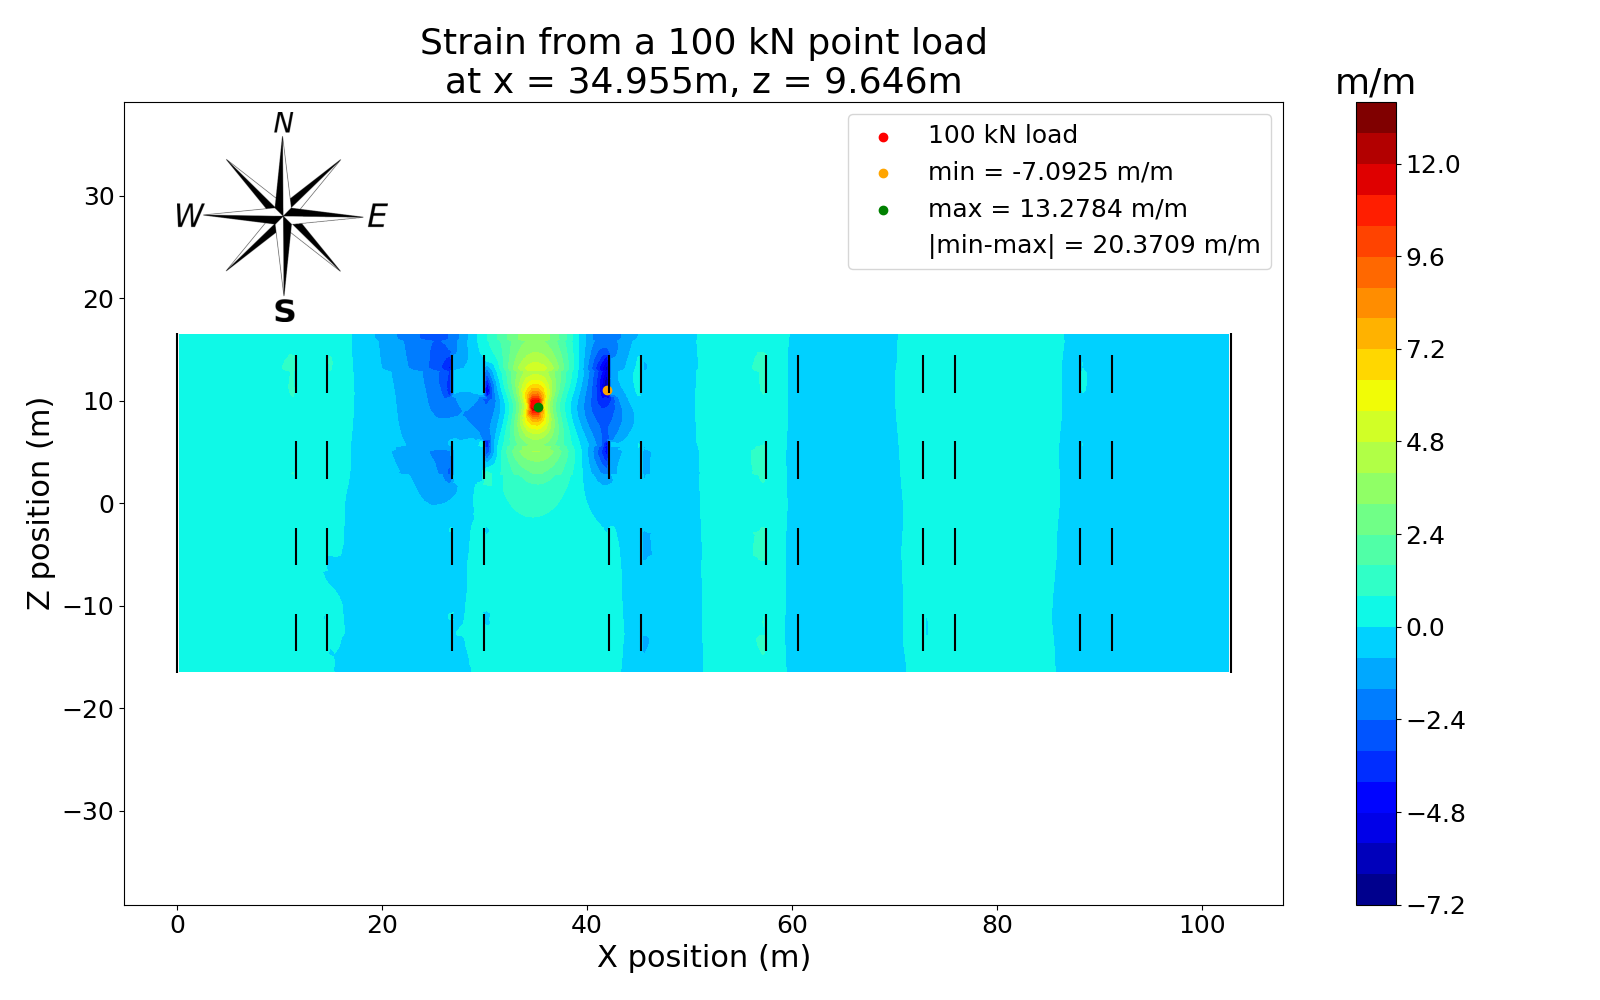 Strain from a 100 kN point load
at x = 34.955m, z = 9.646m
m/m
N
W
E
S
100 kN load
min = -7.0925 m/m
max = 13.2784 m/m
|min-max| = 20.3709 m/m
Z position (m)
30
20
10
0
−10
−20
−30
0
20
40
60
80
100
X position (m)
12.0
9.6
7.2
4.8
2.4
0.0
−2.4
−4.8
−7.2